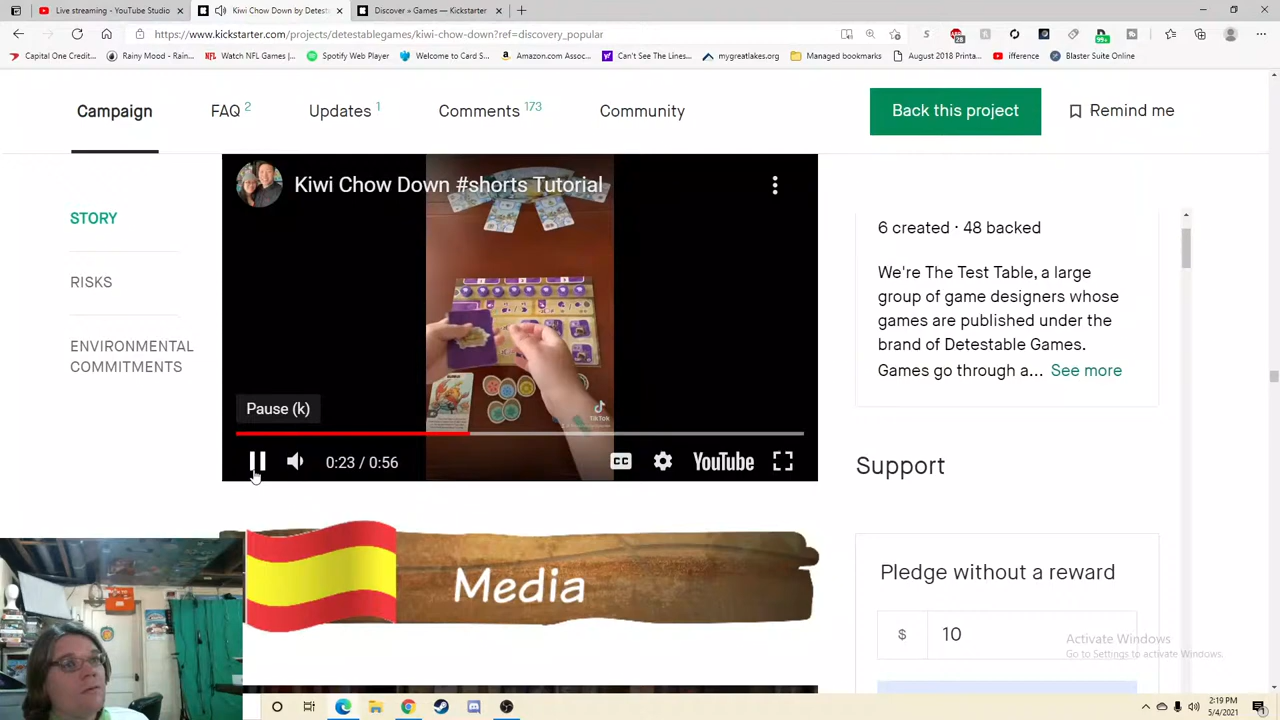 Live streaming - YouTube Studio
Kiwi Chow Down by Detest
Discover » Games — Kickstarter
https://www.kickstarter.com/projects/detestablegames/kiwi-chow-down?ref=discovery_popular
Capital One Credit...
Rainy Mood - Rain...
Watch NFL Games |...
Spotify Web Player
Welcome to Card S...
Amazon.com Assoc...
Can't See The Lines...
mygreatlakes.org
Managed bookmarks
August 2018 Printa...
ifference
Blaster Suite Online
Campaign
FAQ 2
Updates 1
Comments 173
Community
Back this project
Remind me
STORY
RISKS
ENVIRONMENTAL
COMMITMENTS
Kiwi Chow Down #shorts Tutorial
TikTok
Pause (k)
0:23 / 0:56
CC
YouTube
6 created · 48 backed
We're The Test Table, a large
group of game designers whose
games are published under the
brand of Detestable Games.
Games go through a... See more
Support
Media
Pledge without a reward
$ 10
Activate Windows
Go to Settings to activate Windows.
2:19 PM
5/4/2021